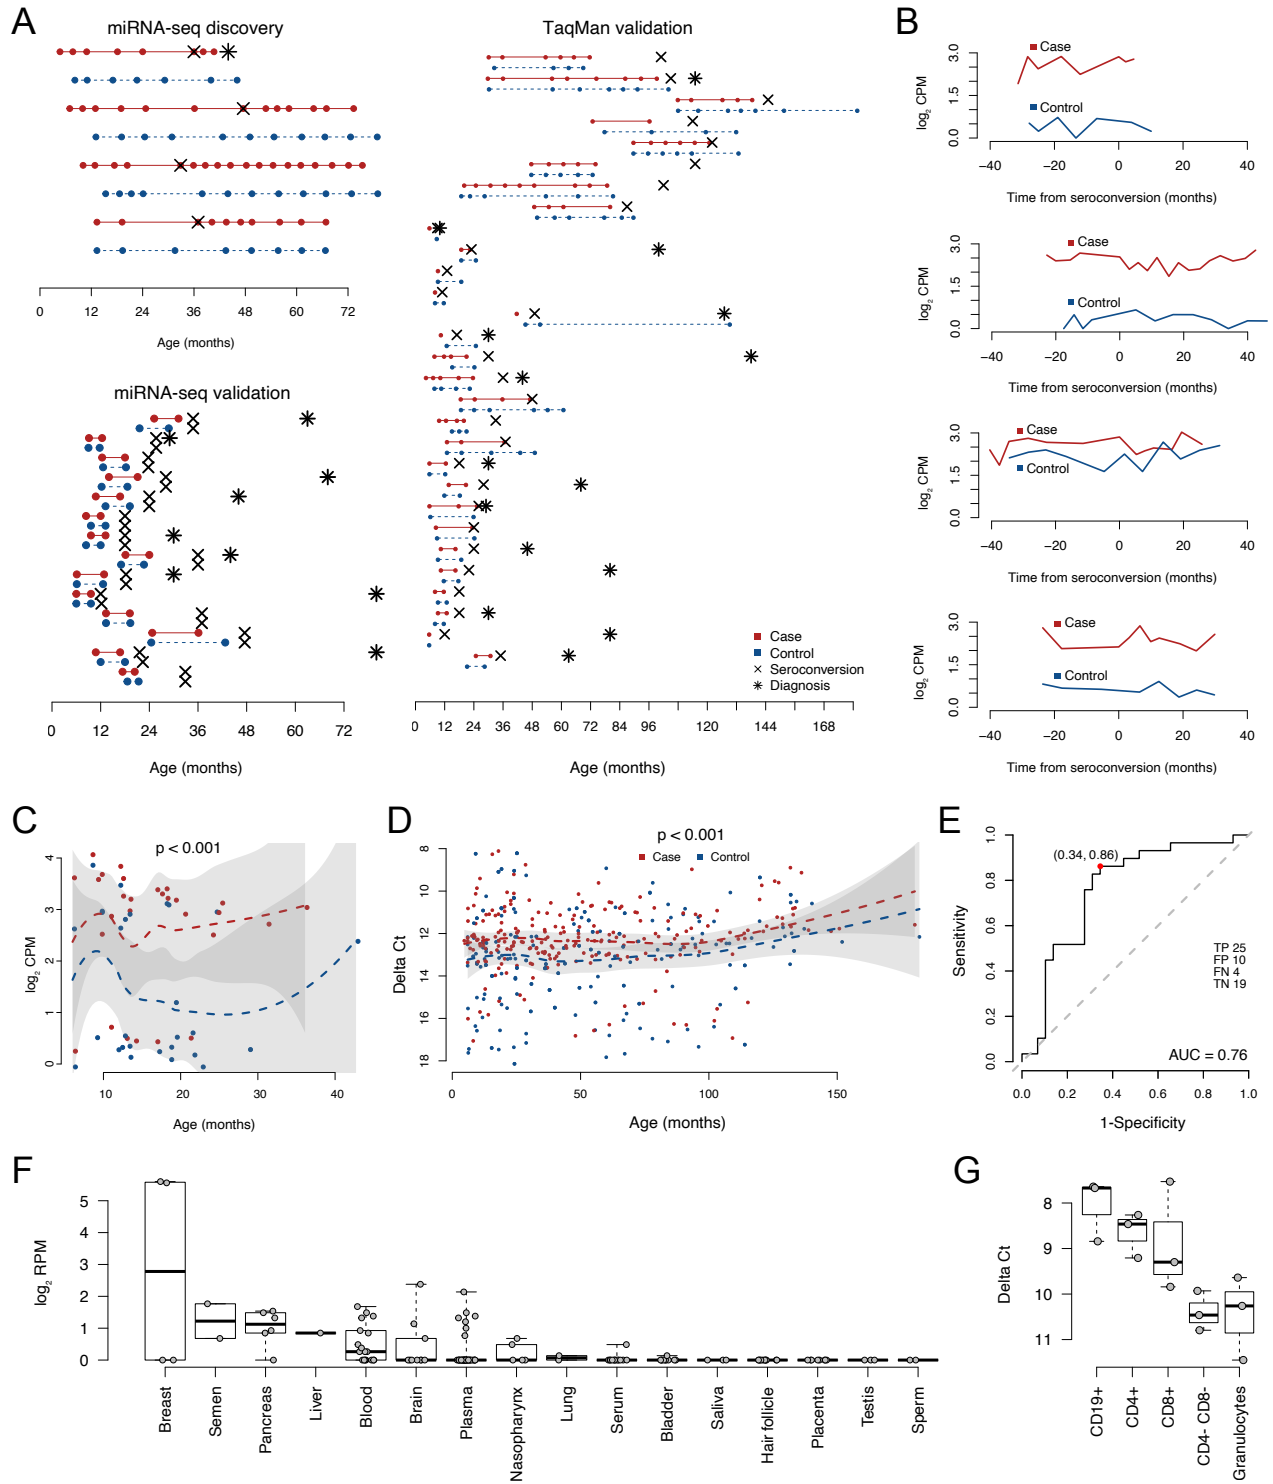 A
miRNA-seq discovery
0 12 24 36 48 60 72
Age (months)
miRNA-seq validation
0 12 24 36 48 60 72
Age (months)
TaqMan validation
Case
Control
Seroconversion
Diagnosis
0 12 24 36 48 60 72 84 96 120 144 168
Age (months)
B
Case
Control
log₂ CPM
0.0 1.5 3.0
−40 −20 0 20 40
Time from seroconversion (months)
Case
Control
log₂ CPM
0.0 1.5 3.0
−40 −20 0 20 40
Time from seroconversion (months)
Case
Control
log₂ CPM
0.0 1.5 3.0
−40 −20 0 20 40
Time from seroconversion (months)
Case
Control
log₂ CPM
0.0 1.5 3.0
−40 −20 0 20 40
Time from seroconversion (months)
C
p < 0.001
log₂ CPM
0 1 2 3 4
10 20 30 40
Age (months)
D
p < 0.001
Case Control
Delta Ct
8 10 12 14 16 18
0 50 100 150
Age (months)
E
(0.34, 0.86)
Sensitivity
0.0 0.2 0.4 0.6 0.8 1.0
TP 25
FP 10
FN 4
TN 19
AUC = 0.76
0.0 0.2 0.4 0.6 0.8 1.0
1-Specificity
F
log₂ RPM
0 1 2 3 4 5
Breast
Semen
Pancreas
Liver
Blood
Brain
Plasma
Nasopharynx
Lung
Serum
Bladder
Saliva
Hair follicle
Placenta
Testis
Sperm
G
Delta Ct
8 9 10 11
CD19+
CD4+
CD8+
CD4- CD8-
Granulocytes